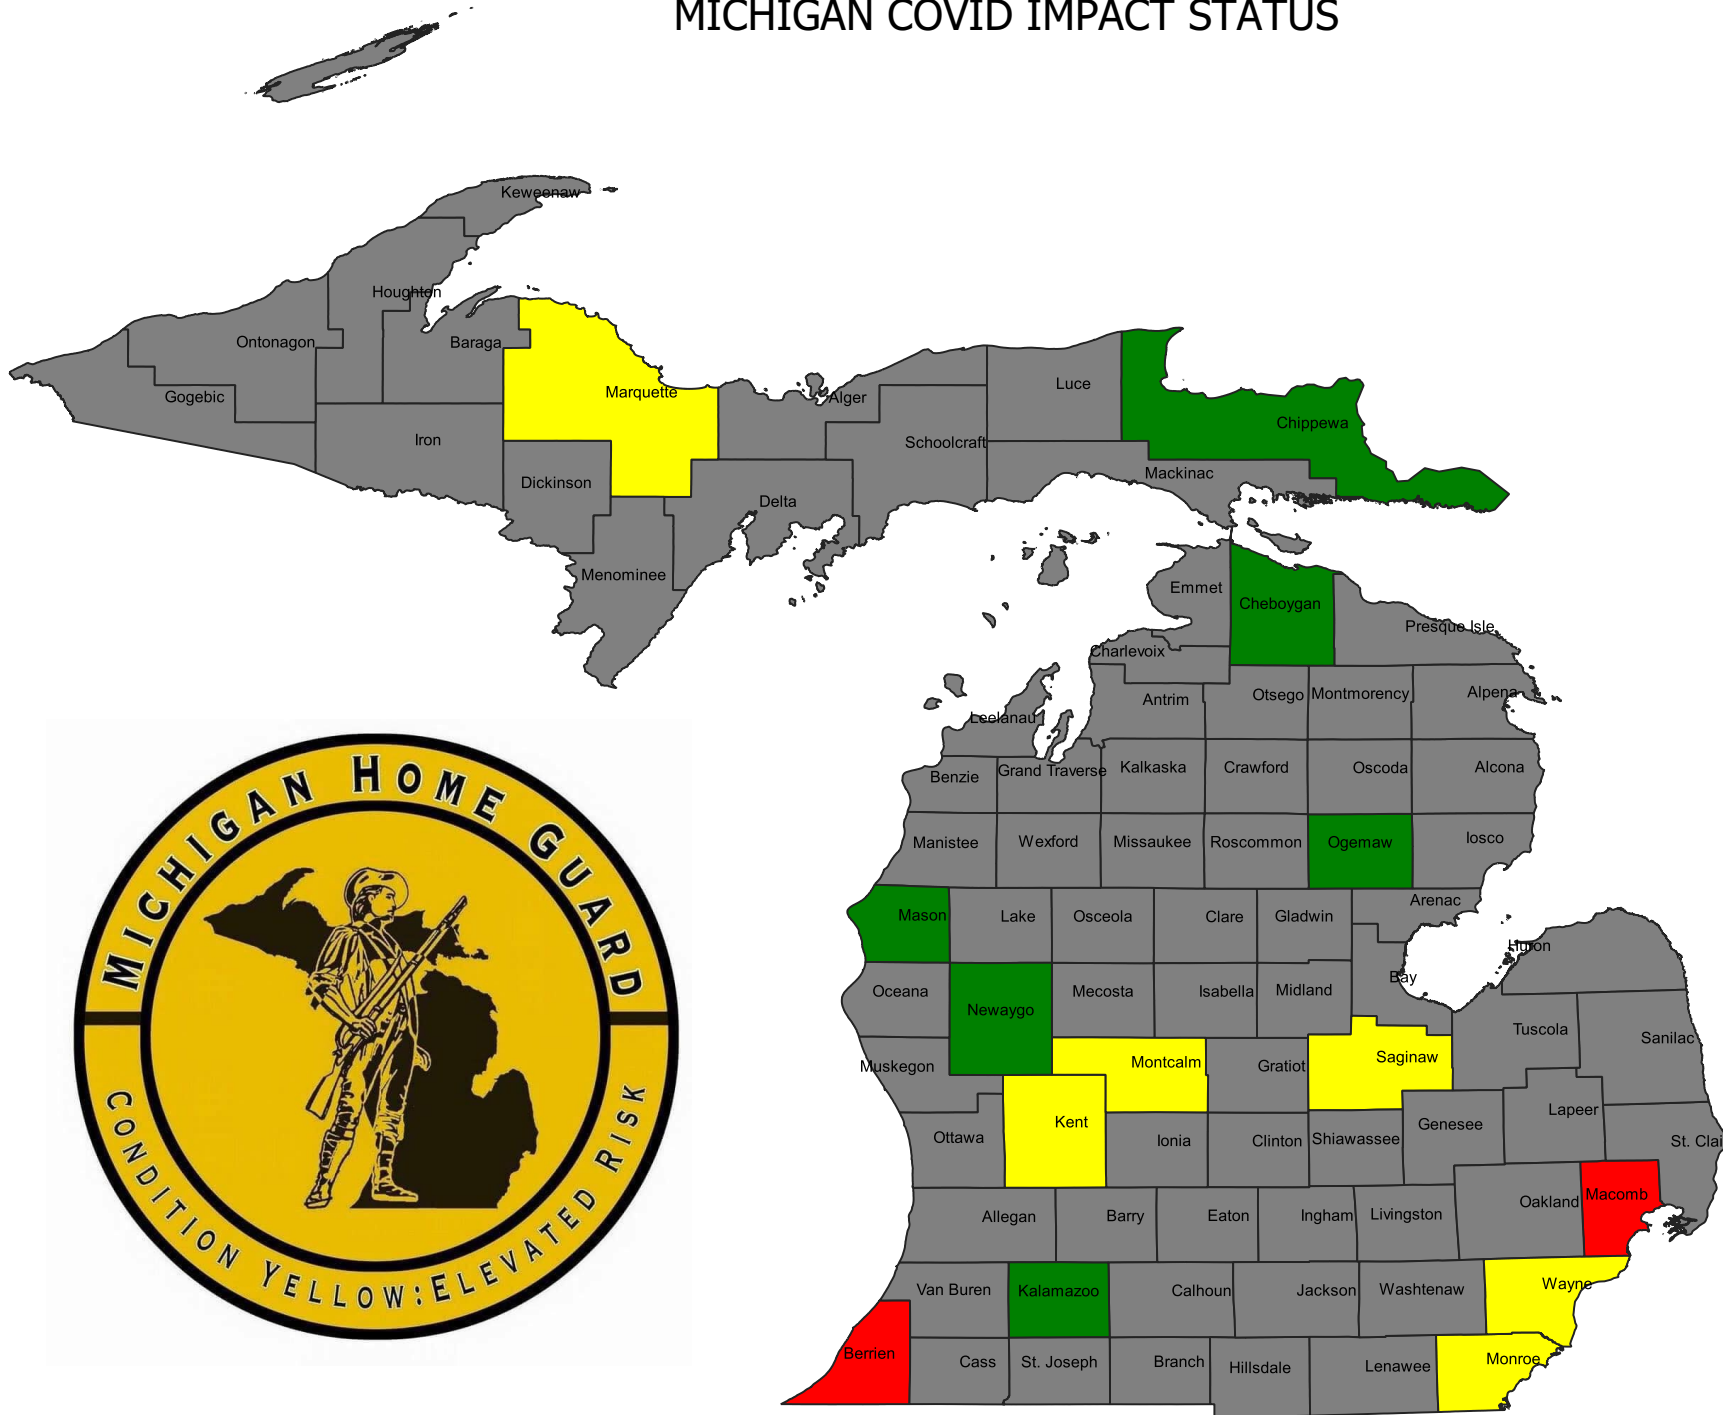 MICHIGAN COVID IMPACT STATUS
Keweenaw
Houghton
Ontonagon
Baraga
Gogebic
Marquette
Iron
Dickinson
Menominee
Delta
Alger
Schoolcraft
Luce
Chippewa
Mackinac
Emmet
Cheboygan
Presque Isle
Charlevoix
Antrim
Otsego
Montmorency
Alpena
Leelanau
Benzie
Grand Traverse
Kalkaska
Crawford
Oscoda
Alcona
Manistee
Wexford
Missaukee
Roscommon
Ogemaw
Iosco
Mason
Lake
Osceola
Clare
Gladwin
Arenac
Huron
Oceana
Newaygo
Mecosta
Isabella
Midland
Bay
Tuscola
Sanilac
Muskegon
Montcalm
Gratiot
Saginaw
Ottawa
Kent
Ionia
Clinton
Shiawassee
Genesee
Lapeer
St. Clai
Allegan
Barry
Eaton
Ingham
Livingston
Oakland
Macomb
Van Buren
Kalamazoo
Calhoun
Jackson
Washtenaw
Wayne
Berrien
Cass
St. Joseph
Branch
Hillsdale
Lenawee
Monroe
MICHIGAN HOME GUARD
CONDITION YELLOW: ELEVATED RISK